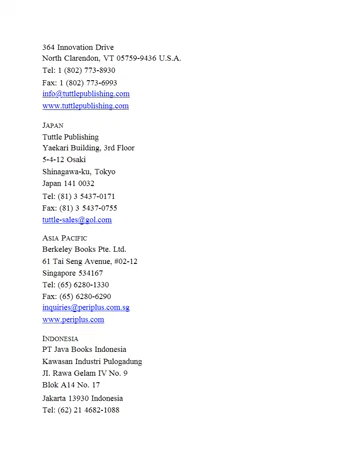 364 Innovation Drive
North Clarendon, VT 05759-9436 U.S.A.
Tel: 1 (802) 773-8930
Fax: 1 (802) 773-6993
info@tuttlepublishing.com
www.tuttlepublishing.com
JAPAN
Tuttle Publishing
Yaekari Building, 3rd Floor
5-4-12 Osaki
Shinagawa-ku, Tokyo
Japan 141 0032
Tel: (81) 3 5437-0171
Fax: (81) 3 5437-0755
tuttle-sales@gol.com
ASIA PACIFIC
Berkeley Books Pte. Ltd.
61 Tai Seng Avenue, #02-12
Singapore 534167
Tel: (65) 6280-1330
Fax: (65) 6280-6290
inquiries@periplus.com.sg
www.periplus.com
INDONESIA
PT Java Books Indonesia
Kawasan Industri Pulogadung
JI. Rawa Gelam IV No. 9
Blok A14 No. 17
Jakarta 13930 Indonesia
Tel: (62) 21 4682-1088